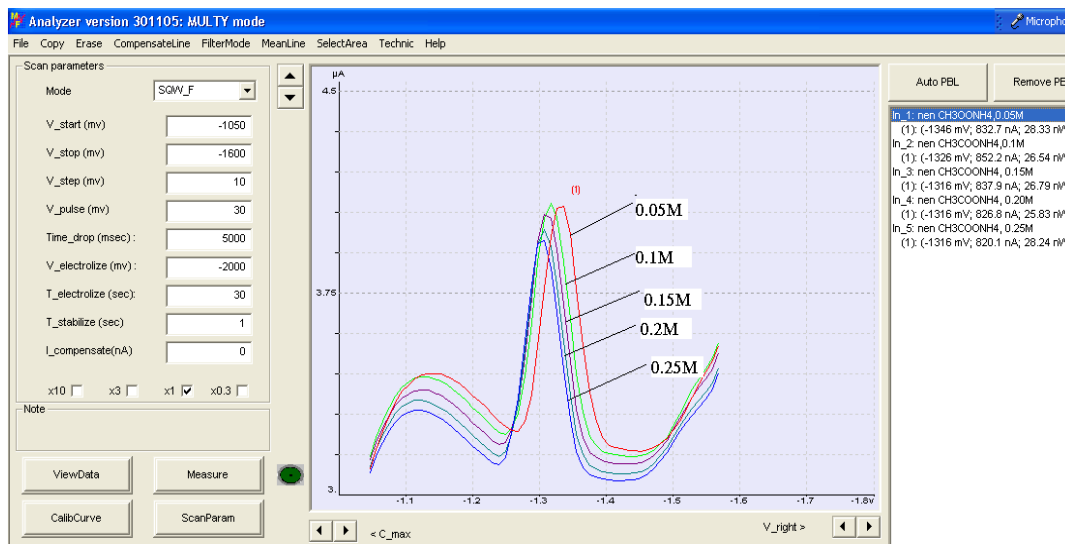 Analyzer version 301105: MULTY mode
Micropho
File Copy Erase CompensateLine FilterMode MeanLine SelectArea Technic Help
Scan parameters
Mode SQW_F
V_start (mv) -1050
V_stop (mv) -1600
V_step (mv) 10
V_pulse (mv) 30
Time_drop (msec) : 5000
V_electrolize (mv) : -2000
T_electrolize (sec): 30
T_stabilize (sec) 1
I_compensate(nA) 0
x10 x3 x1 x0.3
Note
ViewData Measure
CalibCurve ScanParam
µA
4.5
3.75
3.
-1.1 -1.2 -1.3 -1.4 -1.5 -1.6 -1.7 -1.8v
(1)
0.05M
0.1M
0.15M
0.2M
0.25M
< C_max
V_right >
Auto PBL Remove PE
In_1: nen CH3OONH4,0.05M
(1): (-1346 mV; 832.7 nA; 28.33 nW
In_2: nen CH3COONH4,0.1M
(1): (-1326 mV; 852.2 nA; 26.54 nW
In_3: nen CH3COONH4, 0.15M
(1): (-1316 mV; 837.9 nA; 26.79 nW
In_4: nen CH3COONH4, 0.20M
(1): (-1316 mV; 826.8 nA; 25.83 nW
In_5: nen CH3COONH4, 0.25M
(1): (-1316 mV; 820.1 nA; 28.24 nW